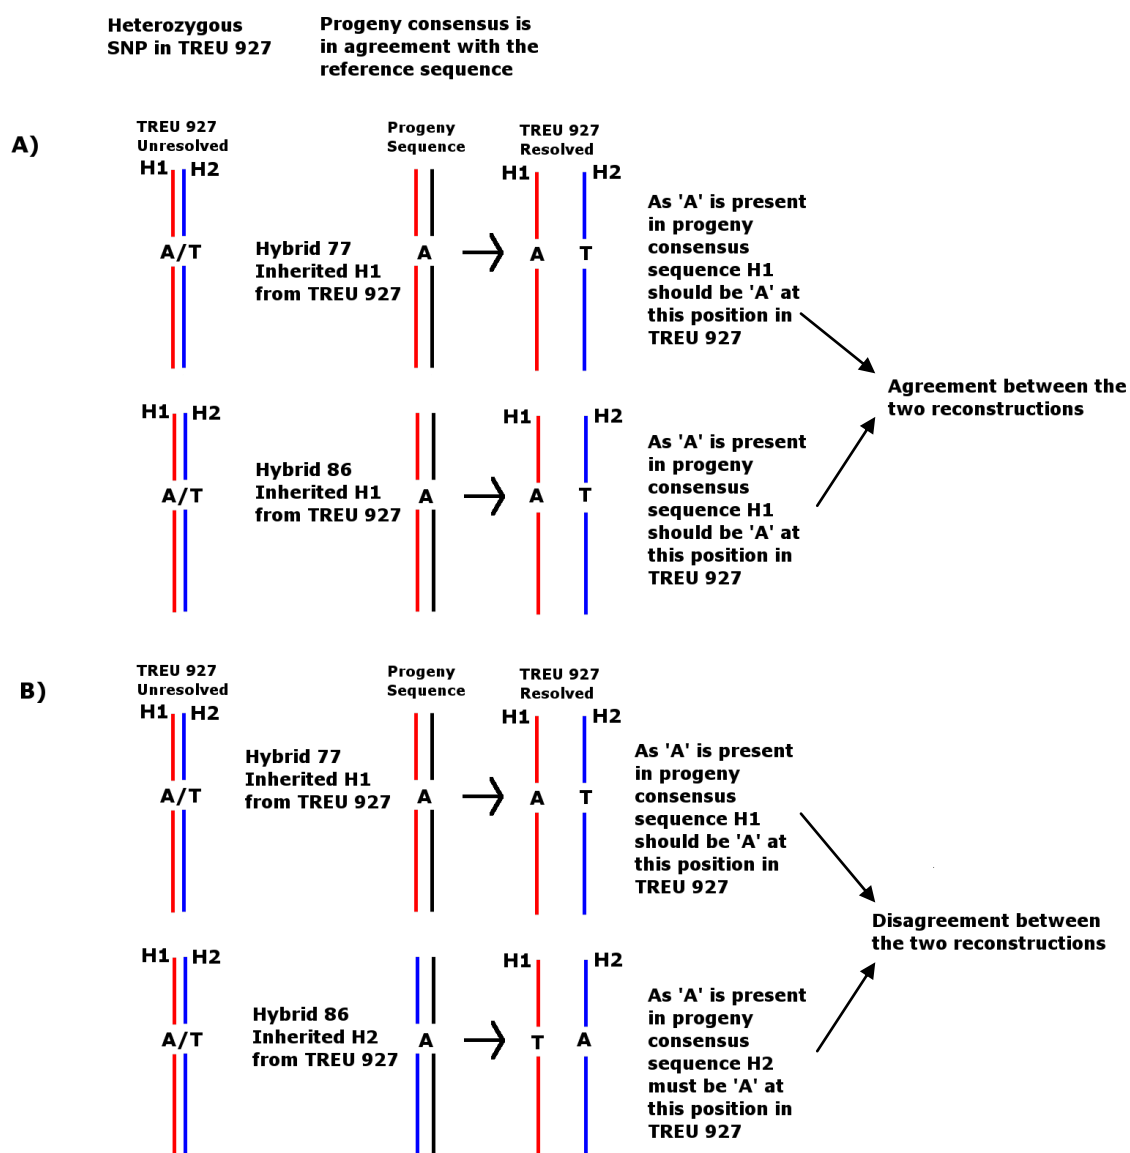 Heterozygous
SNP in TREU 927
Progeny consensus is
in agreement with the
reference sequence
A)
TREU 927
Unresolved
H1 H2
A/T
Hybrid 77
Inherited H1
from TREU 927
Progeny
Sequence
A
TREU 927
Resolved
H1 H2
A T
As 'A' is present
in progeny
consensus
sequence H1
should be 'A' at
this position in
TREU 927
H1 H2
A/T
Hybrid 86
Inherited H1
from TREU 927
A
H1 H2
A T
As 'A' is present
in progeny
consensus
sequence H1
should be 'A' at
this position in
TREU 927
Agreement between the
two reconstructions
B)
TREU 927
Unresolved
H1 H2
A/T
Hybrid 77
Inherited H1
from TREU 927
Progeny
Sequence
A
TREU 927
Resolved
H1 H2
A T
As 'A' is present
in progeny
consensus
sequence H1
should be 'A' at
this position in
TREU 927
H1 H2
A/T
Hybrid 86
Inherited H2
from TREU 927
A
H1 H2
T A
As 'A' is present
in progeny
consensus
sequence H2
must be 'A' at
this position in
TREU 927
Disagreement between
the two reconstructions